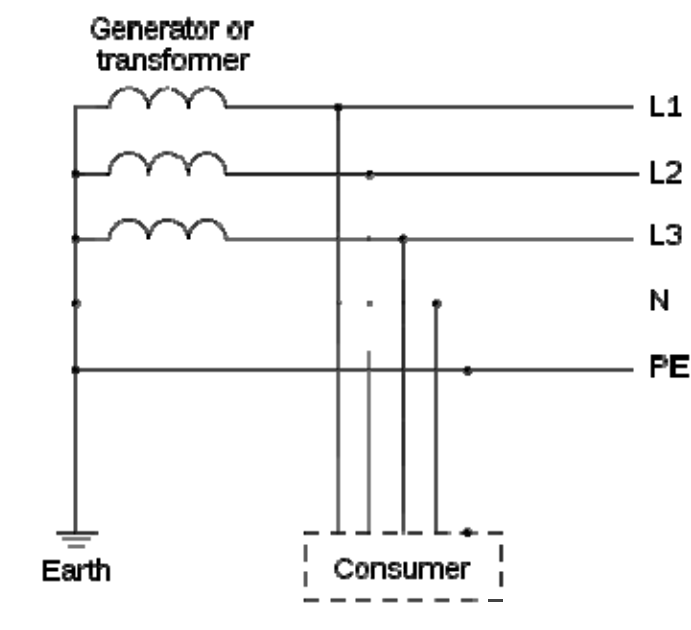 Generator or
transformer
L1
L2
L3
N
PE
Earth
Consumer